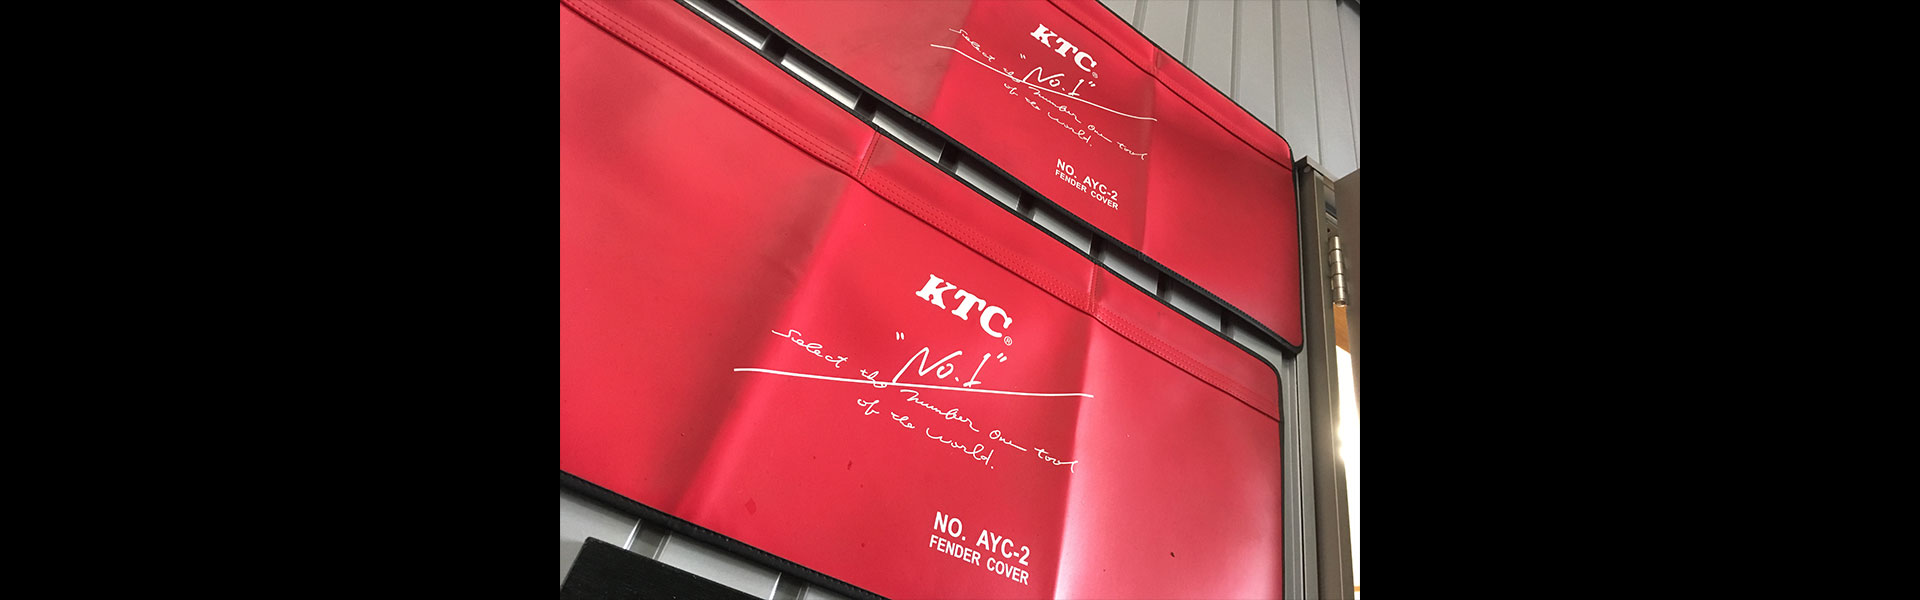 KTC®
"No.1"
Select the number one tool
of the world.
NO. AYC-2
FENDER COVER
KTC®
"No.1"
Select the number one tool
of the world.
NO. AYC-2
FENDER COVER